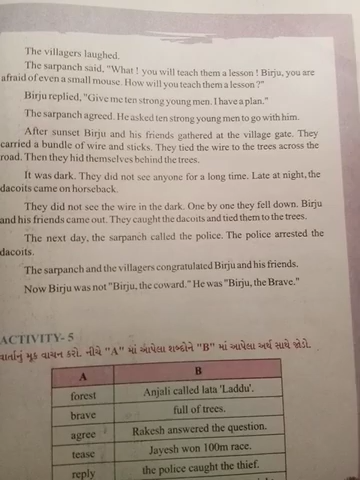 The villagers laughed.
The sarpanch said, "What ! you will teach them a lesson ! Birju, you are
afraid of even a small mouse. How will you teach them a lesson ?"
Birju replied, "Give me ten strong young men. I have a plan."
The sarpanch agreed. He asked ten strong young men to go with him.
After sunset Birju and his friends gathered at the village gate. They
carried a bundle of wire and sticks. They tied the wire to the trees across the
road. Then they hid themselves behind the trees.
It was dark. They did not see anyone for a long time. Late at night, the
dacoits came on horseback.
They did not see the wire in the dark. One by one they fell down. Birju
and his friends came out. They caught the dacoits and tied them to the trees.
The next day, the sarpanch called the police. The police arrested the
dacoits.
The sarpanch and the villagers congratulated Birju and his friends.
Now Birju was not "Birju, the coward." He was "Birju, the Brave."
ACTIVITY- 5
વાર્તાનું મૂક વાચન કરો. નીચે "A" માં આપેલા શબ્દોને "B" માં આપેલા અર્થ સાથે જોડો.
A B
forest Anjali called lata 'Laddu'.
brave full of trees.
agree Rakesh answered the question.
tease Jayesh won 100m race.
reply the police caught the thief.